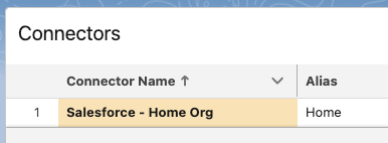 Connectors
Connector Name ↑ Alias
1 Salesforce - Home Org Home